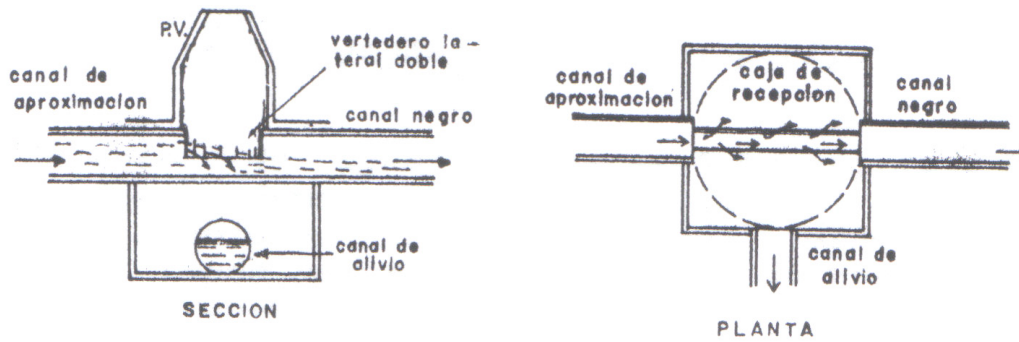 P.V.
vertedero la-
teral doble
canal de
aproximacion
canal negro
canal de
alivio
SECCION
canal de
aproximacion
caja de
recepcion
canal
negro
canal de
alivio
PLANTA